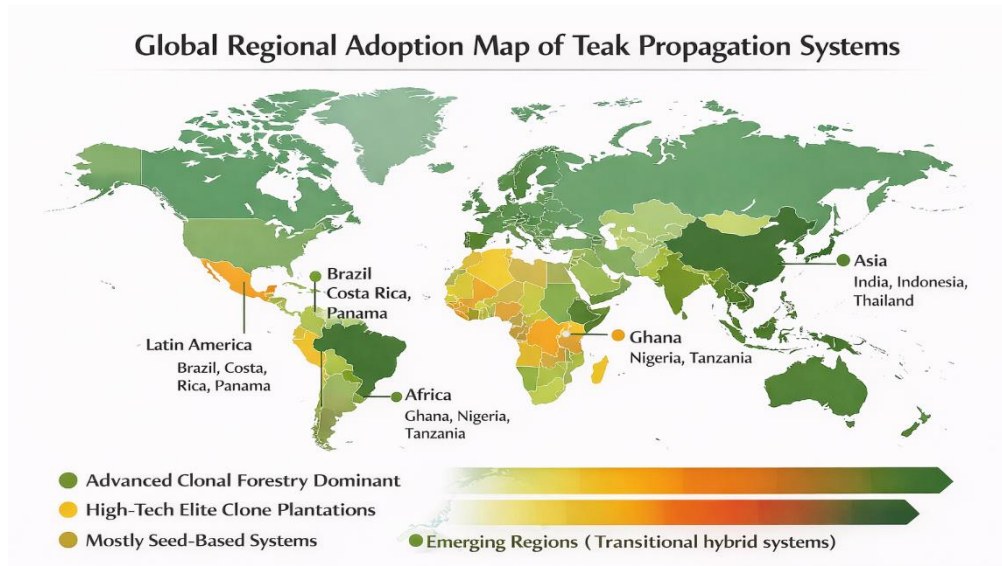 Global Regional Adoption Map of Teak Propagation Systems
Brazil
Costa Rica,
Panama
Asia
India, Indonesia,
Thailand
Latin America
Brazil, Costa,
Rica, Panama
Ghana
Nigeria, Tanzania
Africa
Ghana, Nigeria,
Tanzania
Advanced Clonal Forestry Dominant
High-Tech Elite Clone Plantations
Mostly Seed-Based Systems
Emerging Regions (Transitional hybrid systems)